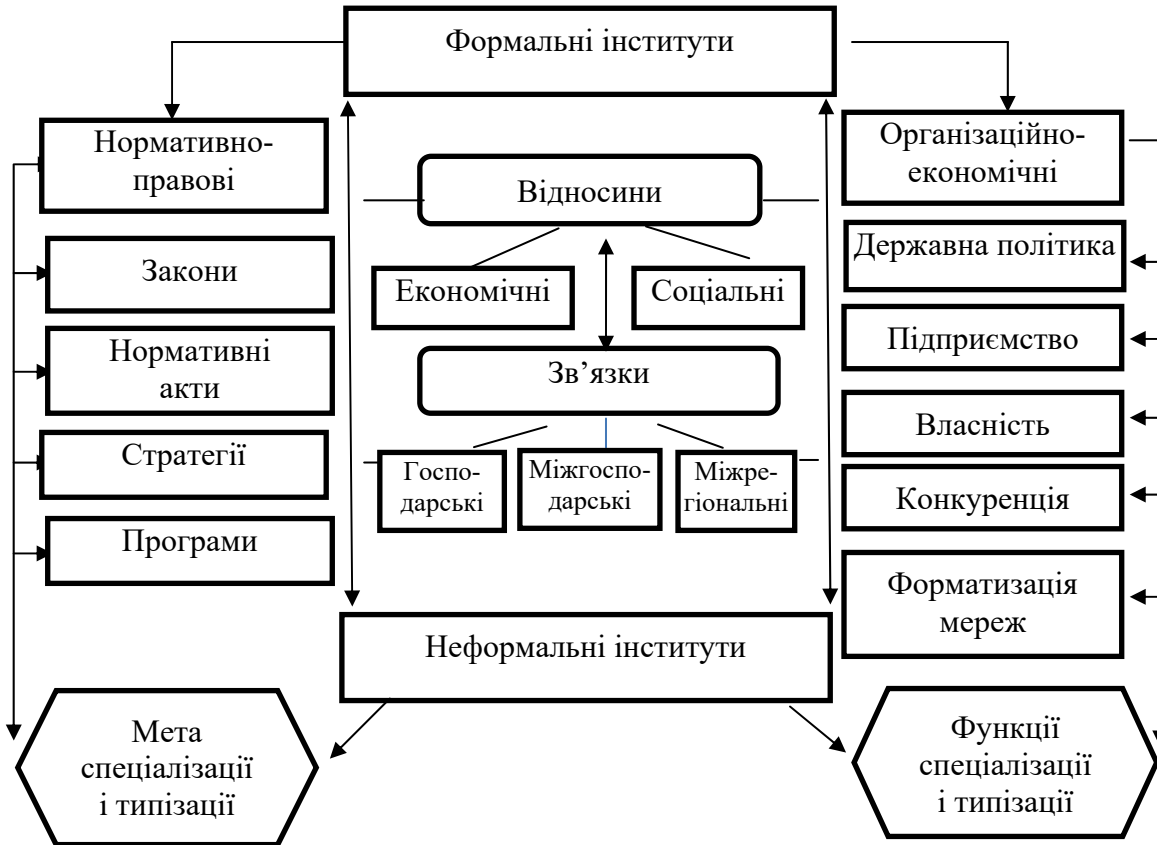 Формальні інститути
Нормативно-
правові
Закони
Нормативні
акти
Стратегії
Програми
Відносини
Економічні
Соціальні
Зв’язки
Госпо-
дарські
Міжгоспо-
дарські
Міжре-
гіональні
Організаційно-
економічні
Державна політика
Підприємство
Власність
Конкуренція
Форматизація
мереж
Неформальні інститути
Мета
спеціалізації
і типізації
Функції
спеціалізації
і типізації